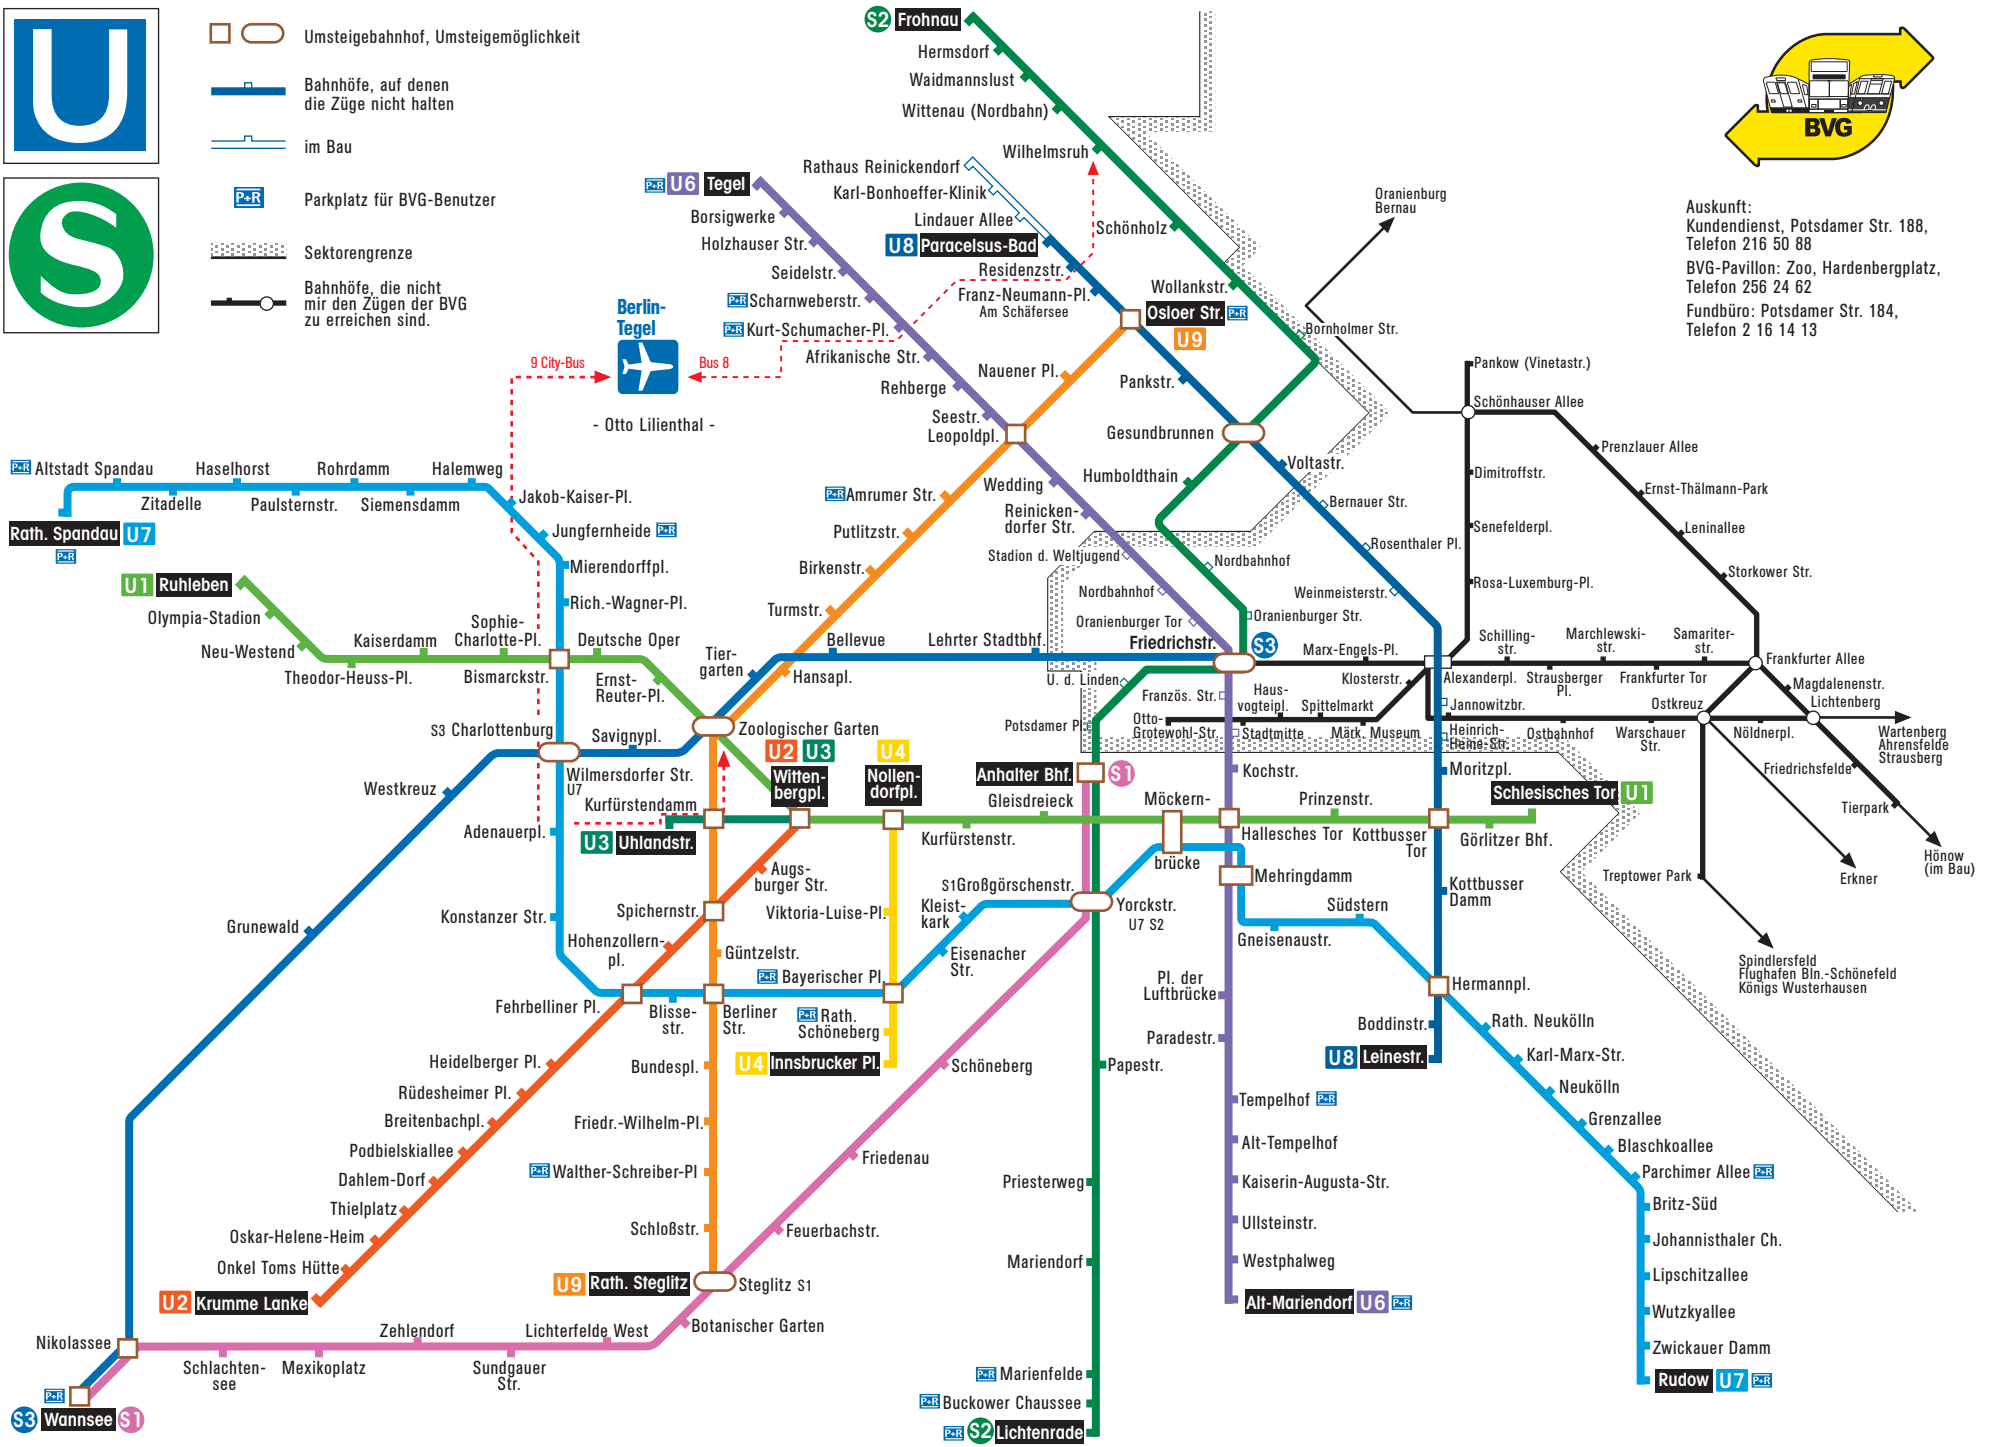 U
S
Umsteigebahnhof, Umsteigemöglichkeit
Bahnhöfe, auf denen
die Züge nicht halten
im Bau
P+R
Parkplatz für BVG-Benutzer
Sektorengrenze
Bahnhöfe, die nicht
mir den Zügen der BVG
zu erreichen sind.
BVG
Auskunft:
Kundendienst, Potsdamer Str. 188,
Telefon 216 50 88
BVG-Pavillon: Zoo, Hardenbergplatz,
Telefon 256 24 62
Fundbüro: Potsdamer Str. 184,
Telefon 2 16 14 13
S2 Frohnau
Hermsdorf
Waidmannslust
Wittenau (Nordbahn)
Wilhelmsruh
Schönholz
Wollankstr.
Bornholmer Str.
Oranienburg
Bernau
Rathaus Reinickendorf
Karl-Bonhoeffer-Klinik
Lindauer Allee
U8 Paracelsus-Bad
Residenzstr.
Franz-Neumann-Pl.
Am Schäfersee
Osloer Str. P+R
U9
Pankstr.
Nauener Pl.
Gesundbrunnen
Humboldthain
Voltastr.
Bernauer Str.
Rosenthaler Pl.
Weinmeisterstr.
P+R U6 Tegel
Borsigwerke
Holzhauser Str.
Seidelstr.
P+R Scharnweberstr.
P+R Kurt-Schumacher-Pl.
Afrikanische Str.
Rehberge
Seestr.
Leopoldpl.
Wedding
Reinicken-
dorfer Str.
Stadion d. Weltjugend
Nordbahnhof
Oranienburger Tor
Friedrichstr.
S3
Nordbahnhof
Oranienburger Str.
Berlin-
Tegel
9 City-Bus
Bus 8
- Otto Lilienthal -
P+R Altstadt Spandau
Haselhorst
Rohrdamm
Halemweg
Zitadelle
Paulsternstr.
Siemensdamm
Jakob-Kaiser-Pl.
Rath. Spandau U7
P+R
Jungfernheide P+R
Mierendorffpl.
Rich.-Wagner-Pl.
U1 Ruhleben
Olympia-Stadion
Neu-Westend
Theodor-Heuss-Pl.
Kaiserdamm
Sophie-
Charlotte-Pl.
Bismarckstr.
Deutsche Oper
Ernst-
Reuter-Pl.
P+R Amrumer Str.
Putlitzstr.
Birkenstr.
Turmstr.
Hansapl.
Tier-
garten
Bellevue
Lehrter Stadtbhf.
Pankow (Vinetastr.)
Schönhauser Allee
Dimitroffstr.
Senefelderpl.
Rosa-Luxemburg-Pl.
Prenzlauer Allee
Ernst-Thälmann-Park
Leninallee
Storkower Str.
Marx-Engels-Pl.
Klosterstr.
Alexanderpl.
Schilling-
str.
Strausberger
Pl.
Marchlewski-
str.
Frankfurter Tor
Samariter-
str.
Frankfurter Allee
Magdalenenstr.
Lichtenberg
Ostkreuz
Nöldnerpl.
Wartenberg
Ahrensfelde
Strausberg
Friedrichsfelde
Tierpark
Hönow
(im Bau)
Erkner
Treptower Park
Spindlersfeld
Flughafen Bln.-Schönefeld
Königs Wusterhausen
Jannowitzbr.
Heinrich-
Heine-Str.
Ostbahnhof
Warschauer
Str.
U. d. Linden
Potsdamer Pl.
Französ. Str.
Otto-
Grotewohl-Str.
Haus-
vogteipl.
Stadtmitte
Spittelmarkt
Märk. Museum
S3 Charlottenburg
Savignypl.
Zoologischer Garten
U2 U3
Witten-
bergpl.
U4
Nollen-
dorfpl.
Wilmersdorfer Str.
U7
Kurfürstendamm
U3 Uhlandstr.
Westkreuz
Adenauerpl.
Grunewald
Konstanzer Str.
Augs-
burger Str.
Spichernstr.
Hohenzollern-
pl.
Güntzelstr.
Fehrbelliner Pl.
Blisse-
str.
Berliner
Str.
Viktoria-Luise-Pl.
P+R Bayerischer Pl.
P+R Rath.
Schöneberg
U4 Innsbrucker Pl.
Anhalter Bhf. S1
Gleisdreieck
Kurfürstenstr.
Möckern-
brücke
Kochstr.
Hallesches Tor
Prinzenstr.
Kottbusser
Tor
Moritzpl.
Schlesisches Tor U1
Görlitzer Bhf.
S1 Großgörschenstr.
Kleist-
kark
Eisenacher
Str.
Yorckstr.
U7 S2
Mehringdamm
Gneisenaustr.
Südstern
Kottbusser
Damm
Hermannpl.
Boddinstr.
U8 Leinestr.
Rath. Neukölln
Karl-Marx-Str.
Neukölln
Grenzallee
Blaschkoallee
Parchimer Allee P+R
Britz-Süd
Johannisthaler Ch.
Lipschitzallee
Wutzkyallee
Zwickauer Damm
Rudow U7 P+R
Pl. der
Luftbrücke
Paradestr.
Tempelhof P+R
Alt-Tempelhof
Kaiserin-Augusta-Str.
Ullsteinstr.
Westphalweg
Alt-Mariendorf U6 P+R
Papestr.
Priesterweg
Mariendorf
P+R Marienfelde
P+R Buckower Chaussee
P+R S2 Lichtenrade
Schöneberg
Friedenau
Feuerbachstr.
Steglitz S1
Botanischer Garten
Bundespl.
Friedr.-Wilhelm-Pl.
P+R Walther-Schreiber-Pl
Schloßstr.
U9 Rath. Steglitz
Heidelberger Pl.
Rüdesheimer Pl.
Breitenbachpl.
Podbielskiallee
Dahlem-Dorf
Thielplatz
Oskar-Helene-Heim
Onkel Toms Hütte
U2 Krumme Lanke
Nikolassee
Schlachten-
see
Mexikoplatz
Zehlendorf
Sundgauer
Str.
Lichterfelde West
P+R
S3 Wannsee S1